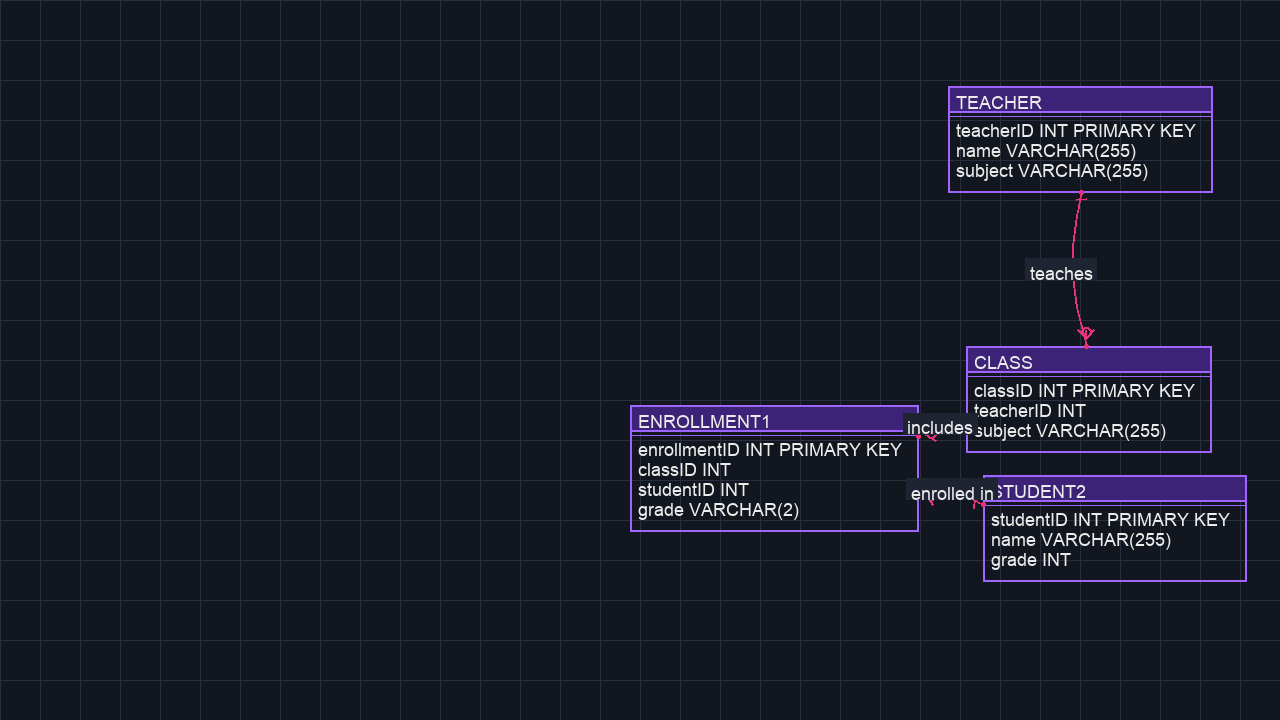 TEACHER
teacherID INT PRIMARY KEY
name VARCHAR(255)
subject VARCHAR(255)
teaches
CLASS
classID INT PRIMARY KEY
teacherID INT
subject VARCHAR(255)
includes
ENROLLMENT1
enrollmentID INT PRIMARY KEY
classID INT
studentID INT
grade VARCHAR(2)
enrolled in
STUDENT2
studentID INT PRIMARY KEY
name VARCHAR(255)
grade INT